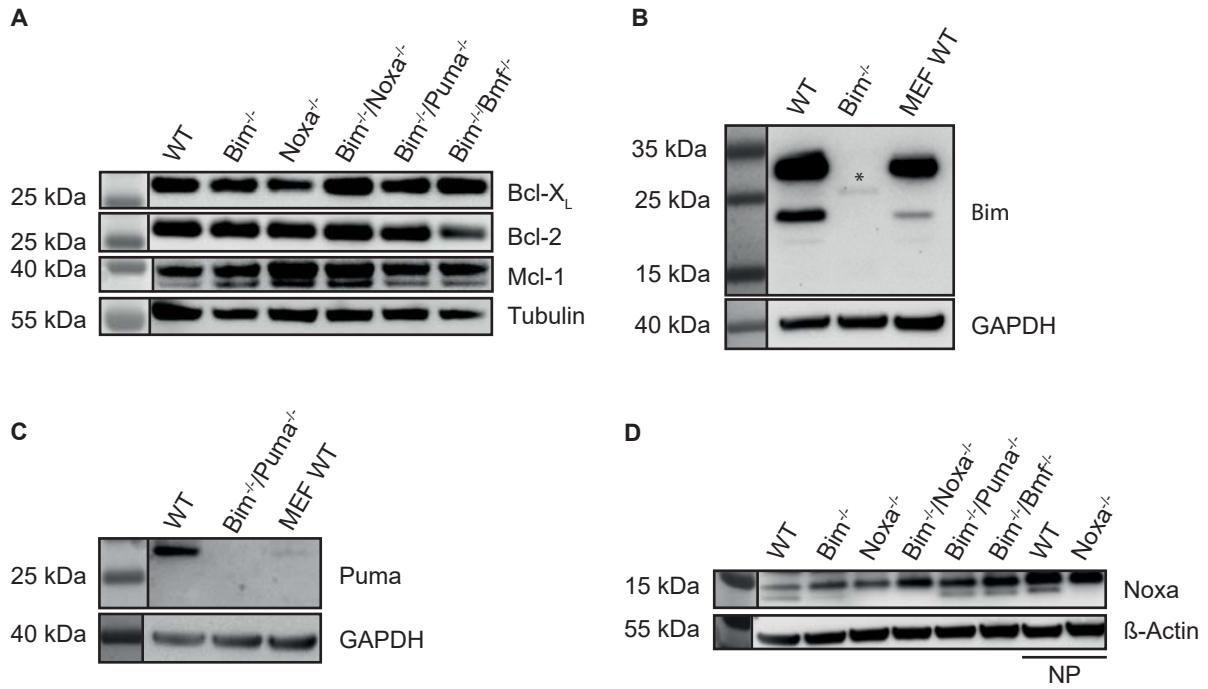 A
WT
Bim-/-
Noxa-/-
Bim-/-/Noxa-/-
Bim-/-/Puma-/-
Bim-/-/Bmf-/-
25 kDa
Bcl-XL
25 kDa
Bcl-2
40 kDa
Mcl-1
55 kDa
Tubulin
B
WT
Bim-/-
MEF WT
35 kDa
*
25 kDa
Bim
15 kDa
40 kDa
GAPDH
C
WT
Bim-/-/Puma-/-
MEF WT
25 kDa
Puma
40 kDa
GAPDH
D
WT
Bim-/-
Noxa-/-
Bim-/-/Noxa-/-
Bim-/-/Puma-/-
Bim-/-/Bmf-/-
WT
Noxa-/-
15 kDa
Noxa
55 kDa
ß-Actin
NP